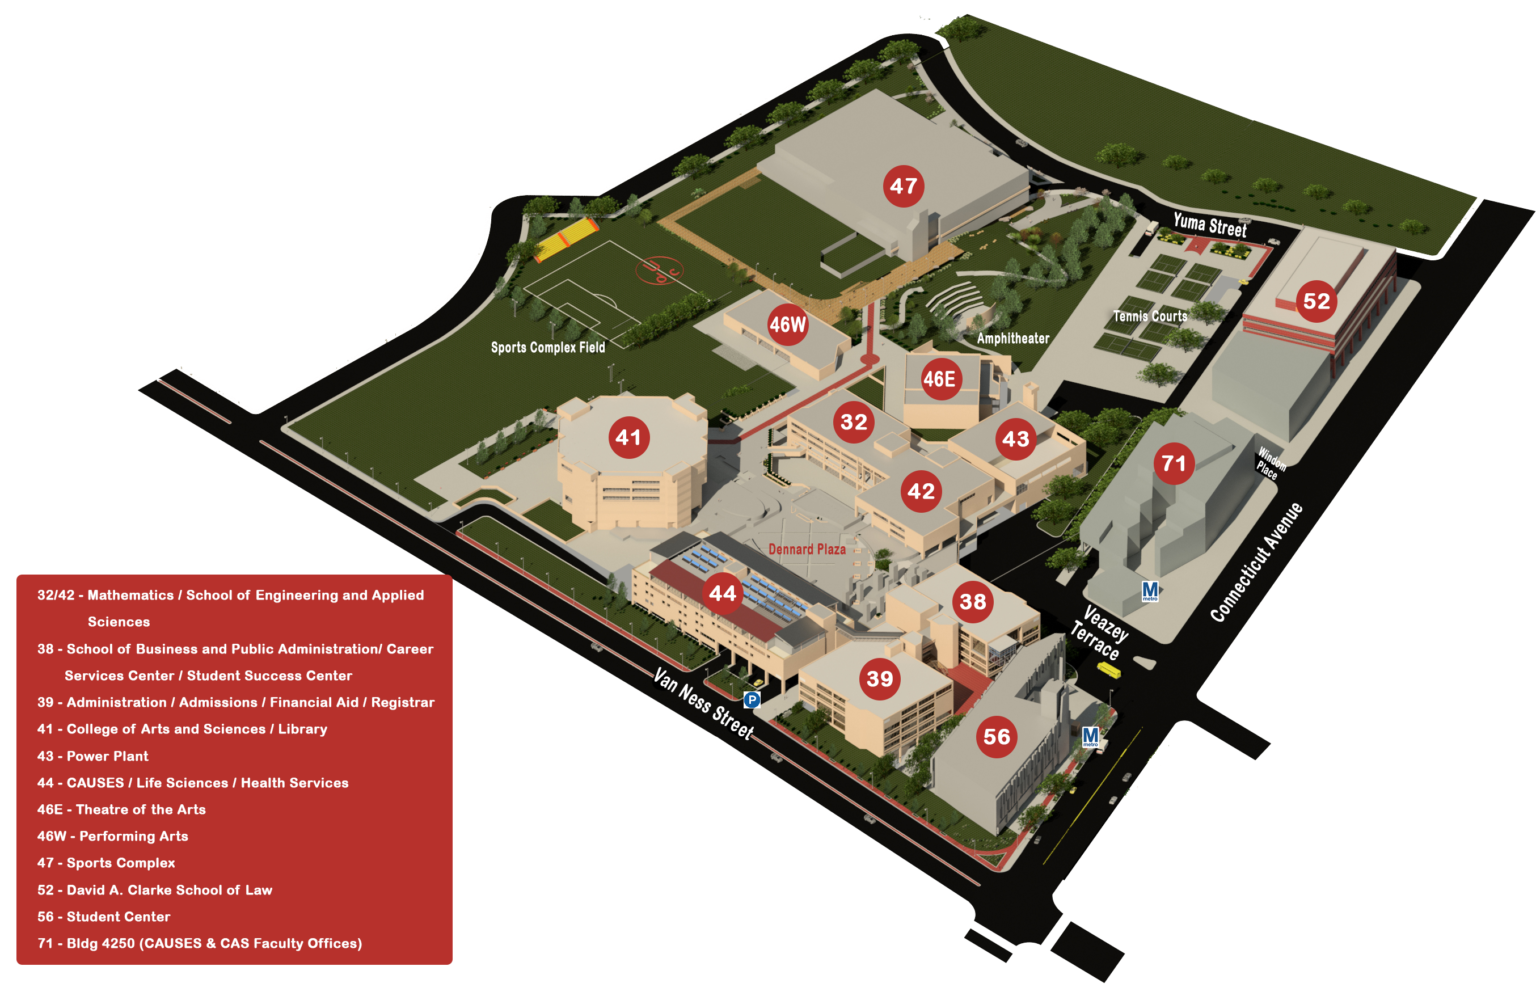 47
Yuma Street
52
46W
Tennis Courts
Sports Complex Field
Amphitheater
46E
32
41
43
71
Windom
Place
42
Dennard Plaza
Connecticut Avenue
M
metro
44
38
Veazey
Terrace
39
Van Ness Street
P
56
M
metro
UDC
32/42 - Mathematics / School of Engineering and Applied
Sciences
38 - School of Business and Public Administration/ Career
Services Center / Student Success Center
39 - Administration / Admissions / Financial Aid / Registrar
41 - College of Arts and Sciences / Library
43 - Power Plant
44 - CAUSES / Life Sciences / Health Services
46E - Theatre of the Arts
46W - Performing Arts
47 - Sports Complex
52 - David A. Clarke School of Law
56 - Student Center
71 - Bldg 4250 (CAUSES & CAS Faculty Offices)